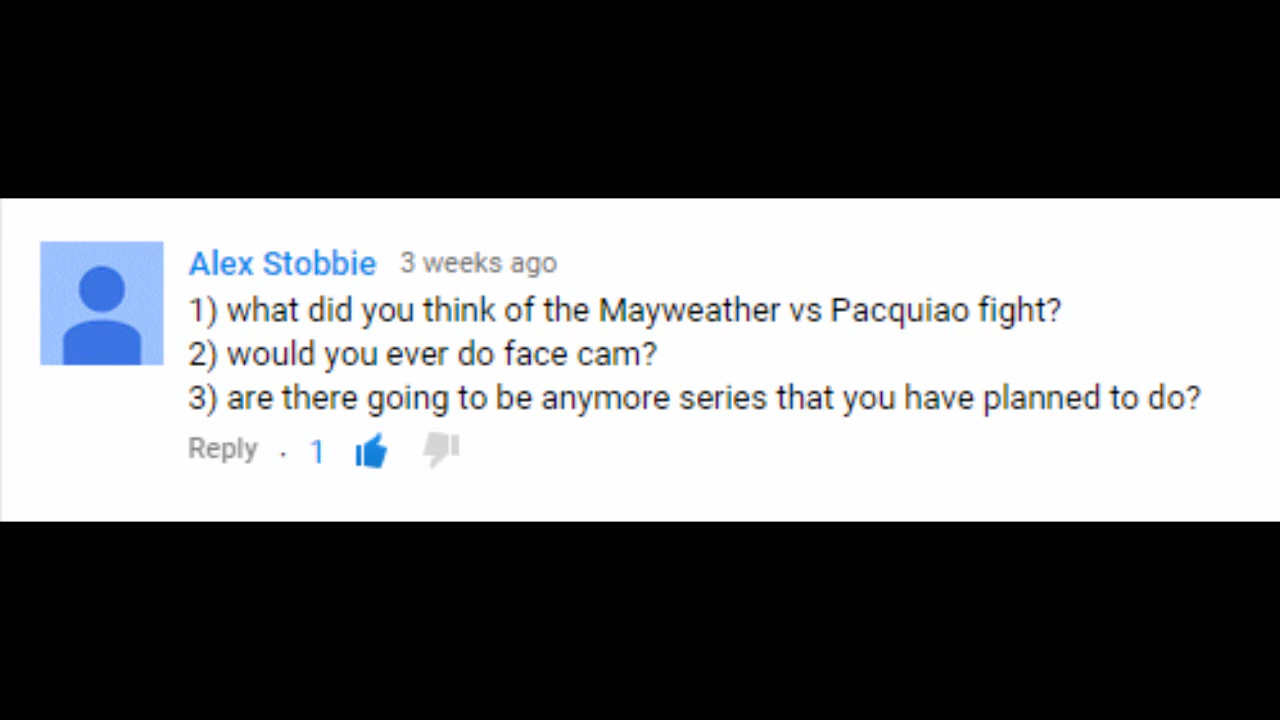 Alex Stobbie 3 weeks ago
1) what did you think of the Mayweather vs Pacquiao fight?
2) would you ever do face cam?
3) are there going to be anymore series that you have planned to do?
Reply · 1